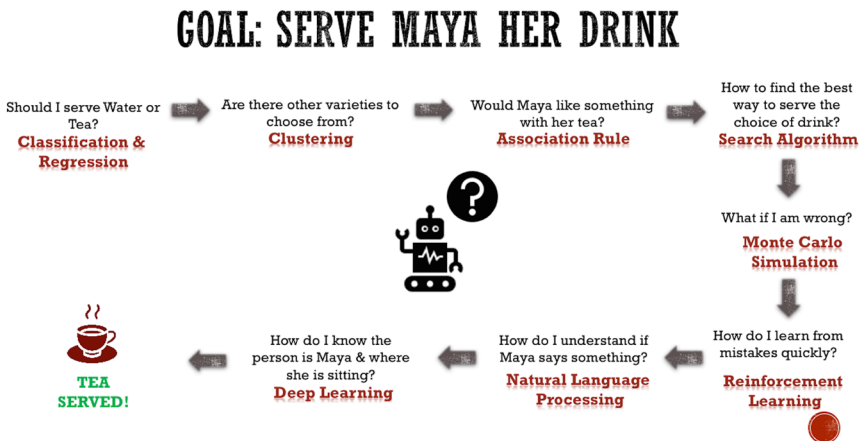 GOAL: SERVE MAYA HER DRINK
Should I serve Water or
Tea?
Classification &
Regression
Are there other varieties to
choose from?
Clustering
Would Maya like something
with her tea?
Association Rule
How to find the best
way to serve the
choice of drink?
Search Algorithm
?
What if I am wrong?
Monte Carlo
Simulation
How do I learn from
mistakes quickly?
Reinforcement
Learning
How do I understand if
Maya says something?
Natural Language
Processing
How do I know the
person is Maya & where
she is sitting?
Deep Learning
TEA
SERVED!